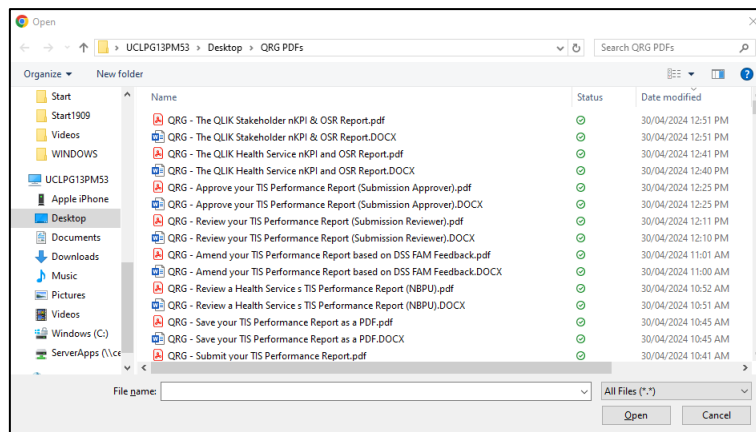 Open
UCLPG13PM53 > Desktop > QRG PDFs
Search QRG PDFs
Organize
New folder
Start
Start1909
Videos
WINDOWS
UCLPG13PM53
Apple iPhone
Desktop
Documents
Downloads
Music
Pictures
Videos
Windows (C:)
ServerApps (\\ce
Name Status Date modified
QRG - The QLIK Stakeholder nKPI & OSR Report.pdf 30/04/2024 12:51 PM
QRG - The QLIK Stakeholder nKPI & OSR Report.DOCX 30/04/2024 12:51 PM
QRG - The QLIK Health Service nKPI and OSR Report.pdf 30/04/2024 12:41 PM
QRG - The QLIK Health Service nKPI and OSR Report.DOCX 30/04/2024 12:40 PM
QRG - Approve your TIS Performance Report (Submission Approver).pdf 30/04/2024 12:25 PM
QRG - Approve your TIS Performance Report (Submission Approver).DOCX 30/04/2024 12:25 PM
QRG - Review your TIS Performance Report (Submission Reviewer).pdf 30/04/2024 12:11 PM
QRG - Review your TIS Performance Report (Submission Reviewer).DOCX 30/04/2024 12:10 PM
QRG - Amend your TIS Performance Report based on DSS FAM Feedback.pdf 30/04/2024 11:01 AM
QRG - Amend your TIS Performance Report based on DSS FAM Feedback.DOCX 30/04/2024 11:00 AM
QRG - Review a Health Service s TIS Performance Report (NBPU).pdf 30/04/2024 10:52 AM
QRG - Review a Health Service s TIS Performance Report (NBPU).DOCX 30/04/2024 10:51 AM
QRG - Save your TIS Performance Report as a PDF.pdf 30/04/2024 10:45 AM
QRG - Save your TIS Performance Report as a PDF.DOCX 30/04/2024 10:45 AM
QRG - Submit your TIS Performance Report.pdf 30/04/2024 10:41 AM
File name:
All Files (*.*)
Open
Cancel